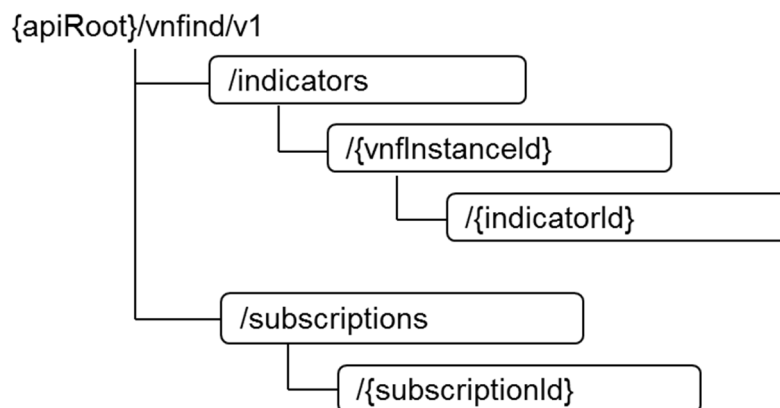 {apiRoot}/vnfind/v1
/indicators
/{vnfInstanceId}
/{indicatorId}
/subscriptions
/{subscriptionId}